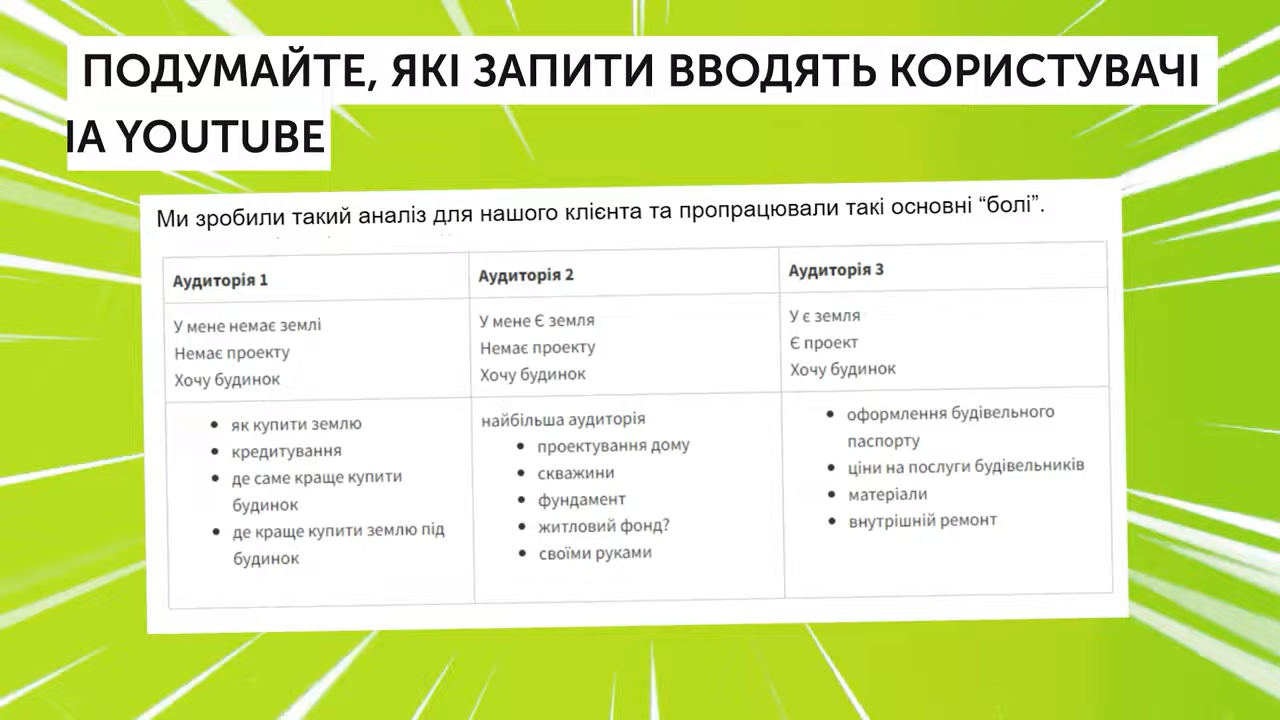 ПОДУМАЙТЕ, ЯКІ ЗАПИТИ ВВОДЯТЬ КОРИСТУВАЧІ
НА YOUTUBE
Ми зробили такий аналіз для нашого клієнта та пропрацювали такі основні “болі”.
Аудиторія 1
Аудиторія 2
Аудиторія 3
У мене немає землі
Немає проекту
Хочу будинок
У мене Є земля
Немає проекту
Хочу будинок
У є земля
Є проект
Хочу будинок
• як купити землю
• кредитування
• де саме краще купити
будинок
• де краще купити землю під
будинок
найбільша аудиторія
• проектування дому
• скважини
• фундамент
• житловий фонд?
• своїми руками
• оформлення будівельного
паспорту
• ціни на послуги будівельників
• матеріали
• внутрішній ремонт